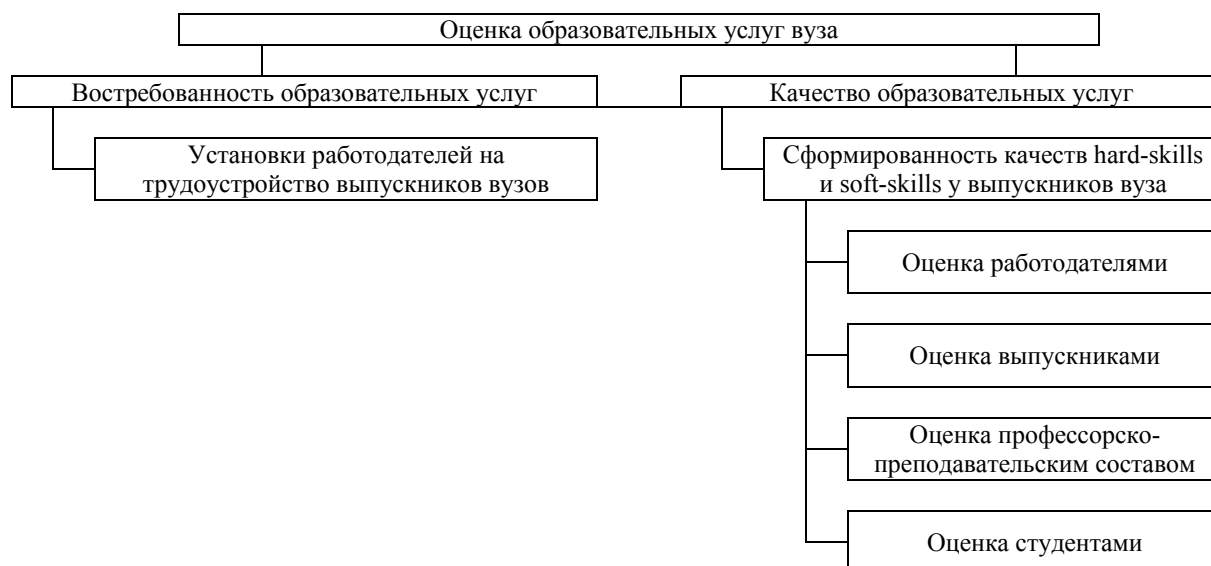 Оценка образовательных услуг вуза
Востребованность образовательных услуг
Качество образовательных услуг
Установки работодателей на
трудоустройство выпускников вузов
Сформированность качеств hard-skills
и soft-skills у выпускников вуза
Оценка работодателями
Оценка выпускниками
Оценка профессорско-
преподавательским составом
Оценка студентами